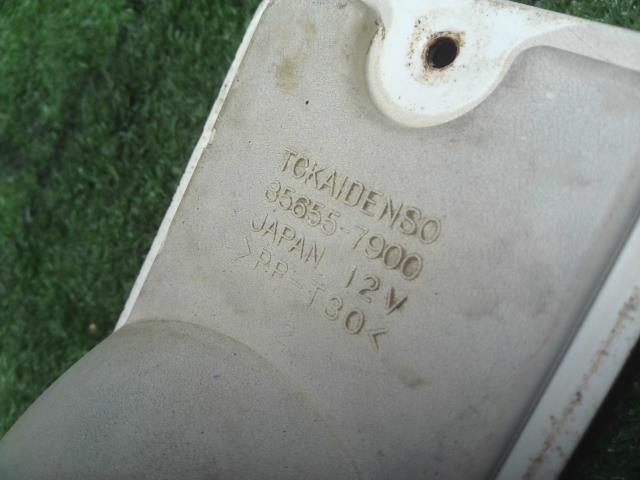 TOKAIDENSO
35655-7900
JAPAN 12V
>PP-T30<